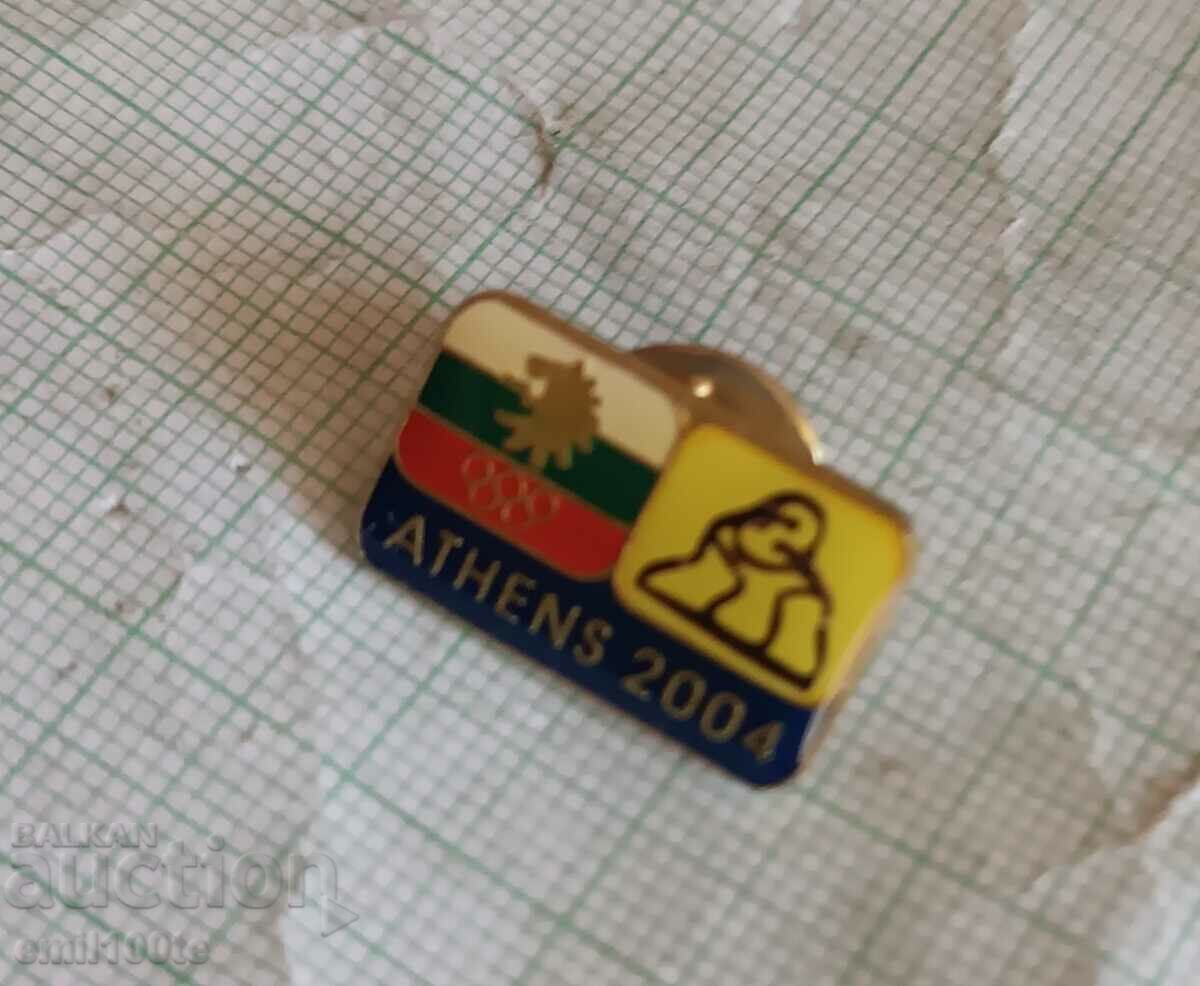 ATHENS 2004
BALKAN
auction
emil100te